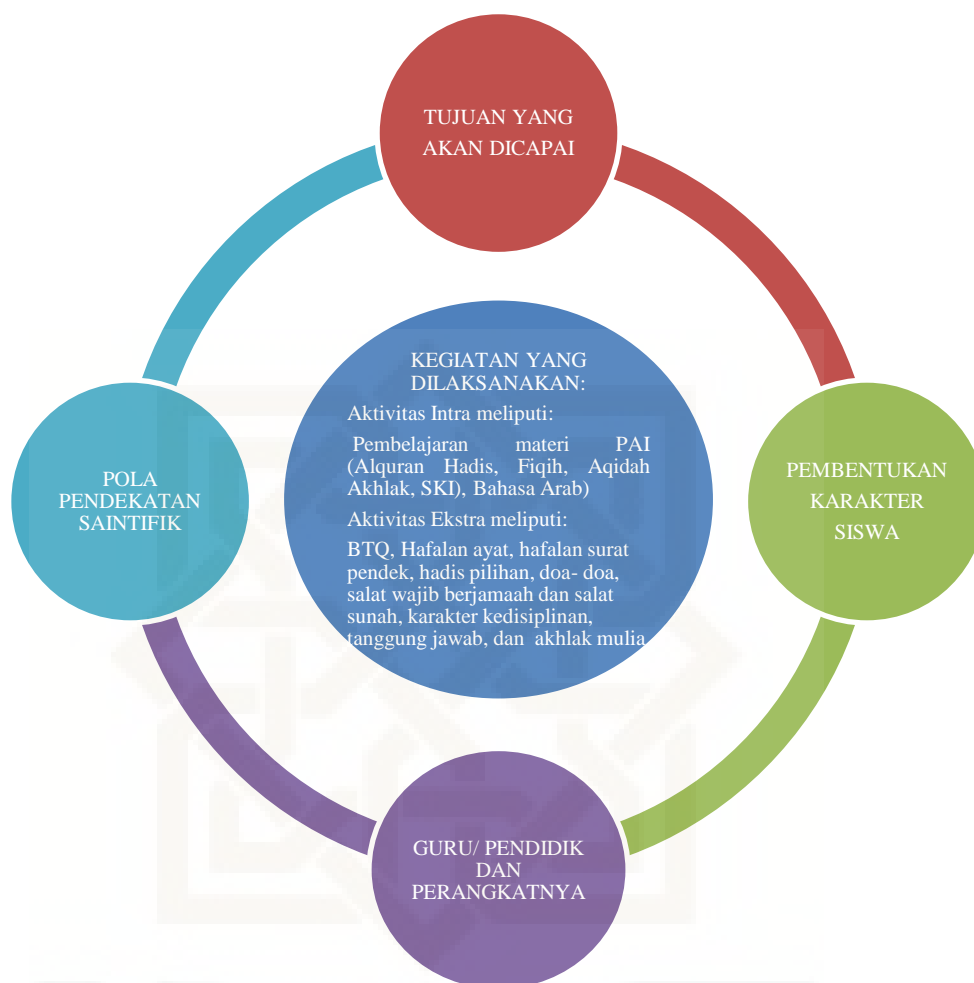 TUJUAN YANG
AKAN DICAPAI
KEGIATAN YANG
DILAKSANAKAN:
Aktivitas Intra meliputi:
Pembelajaran materi PAI
(Alquran Hadis, Fiqih, Aqidah
Akhlak, SKI), Bahasa Arab)
Aktivitas Ekstra meliputi:
BTQ, Hafalan ayat, hafalan surat
pendek, hadis pilihan, doa- doa,
salat wajib berjamaah dan salat
sunah, karakter kedisiplinan,
tanggung jawab, dan akhlak mulia
POLA
PENDEKATAN
SAINTIFIK
PEMBENTUKAN
KARAKTER
SISWA
GURU/ PENDIDIK
DAN
PERANGKATNYA